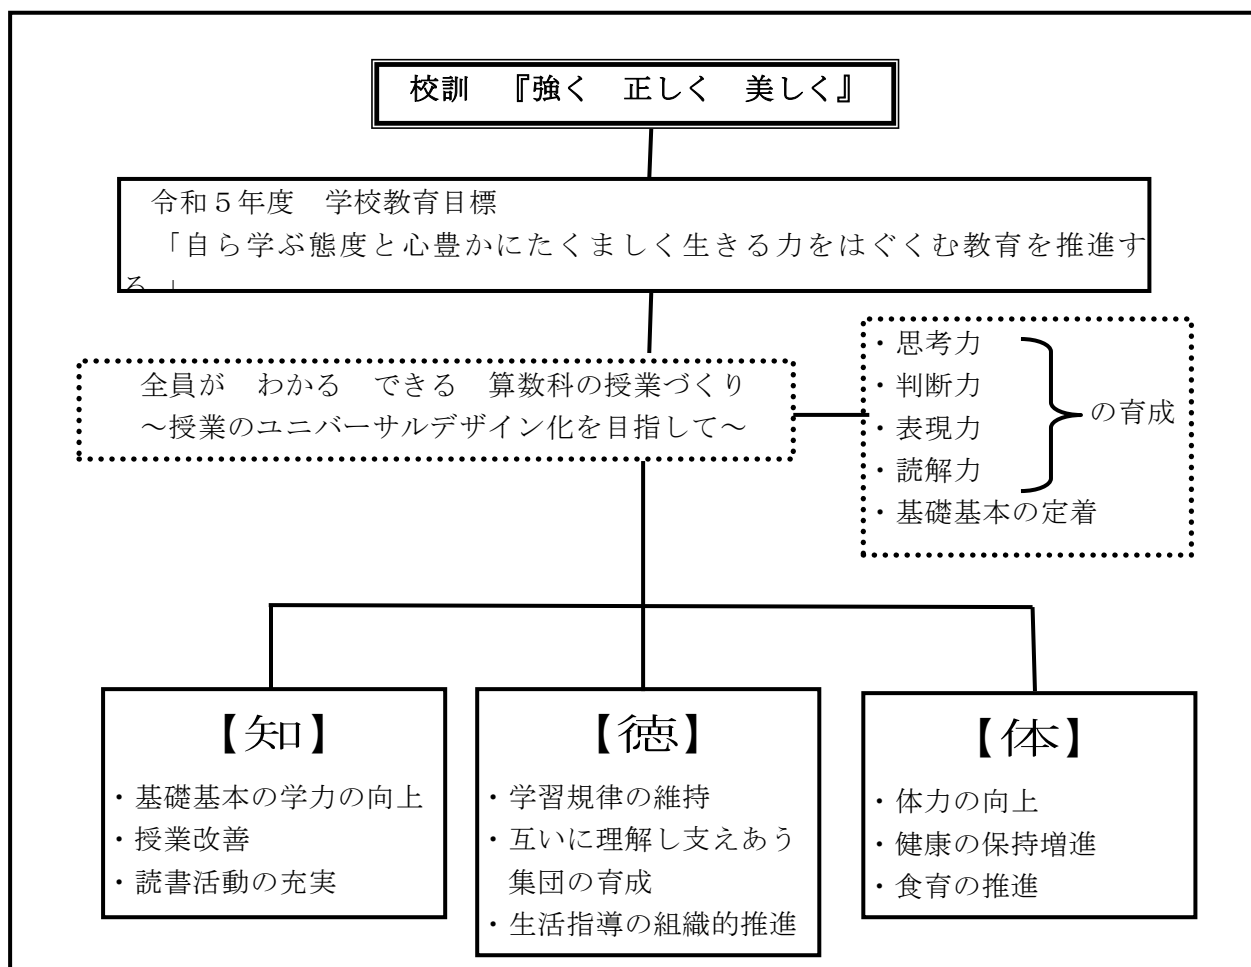 校訓　『強く　正しく　美しく』
令和５年度　学校教育目標
「自ら学ぶ態度と心豊かにたくましく生きる力をはぐくむ教育を推進す
る。」
全員が　わかる　できる　算数科の授業づくり
～授業のユニバーサルデザイン化を目指して～
・思考力
・判断力
・表現力
・読解力
の育成
・基礎基本の定着
【知】
・基礎基本の学力の向上
・授業改善
・読書活動の充実
【徳】
・学習規律の維持
・互いに理解し支えあう
集団の育成
・生活指導の組織的推進
【体】
・体力の向上
・健康の保持増進
・食育の推進